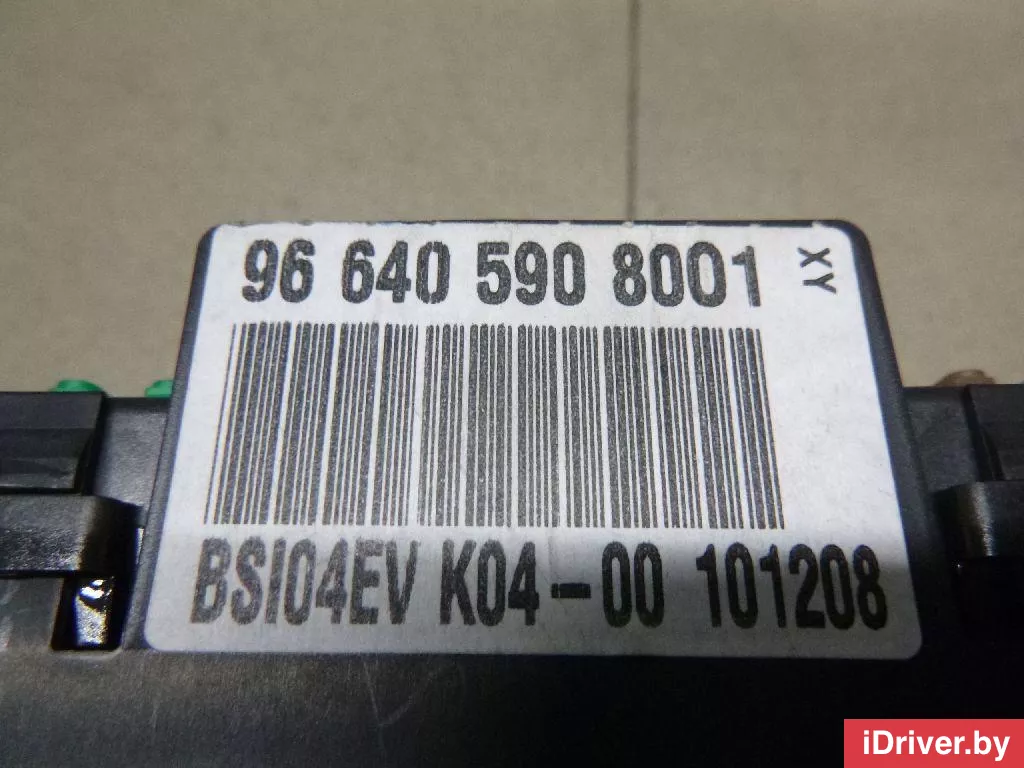 96 640 590 8001
XY
BSI04EV K04-00 101208
iDriver.by